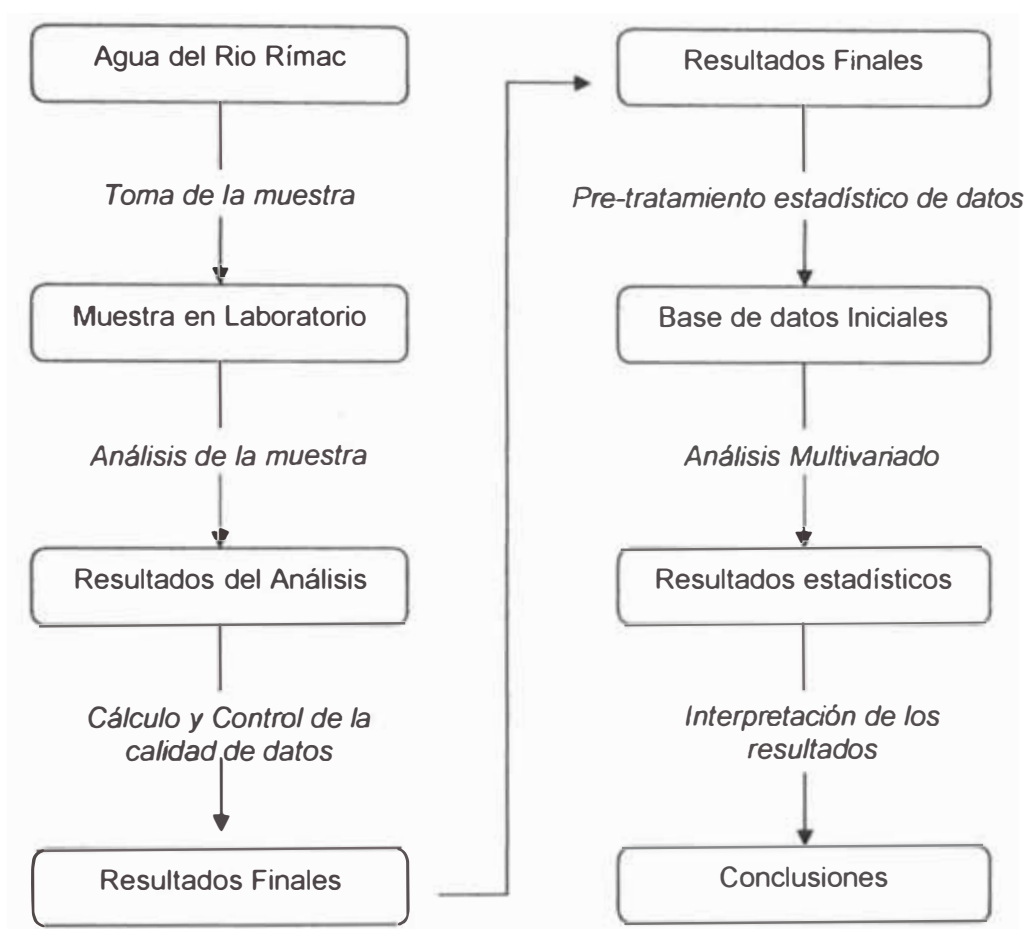 Agua del Rio Rímac
Toma de la muestra
Muestra en Laboratorio
Análisis de la muestra
Resultados del Análisis
Cálculo y Control de la
calidad de datos
Resultados Finales
Resultados Finales
Pre-tratamiento estadístico de datos
Base de datos Iniciales
Análisis Multivariado
Resultados estadísticos
Interpretación de los
resultados
Conclusiones